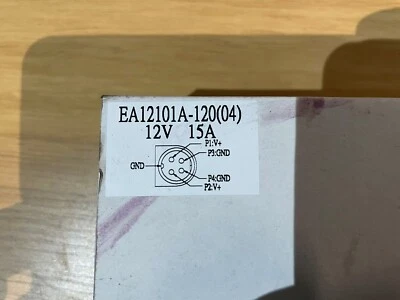 EA12101A-120(04)
12V 15A
P1:V+
P3:GND
GND
P4:GND
P2:V+